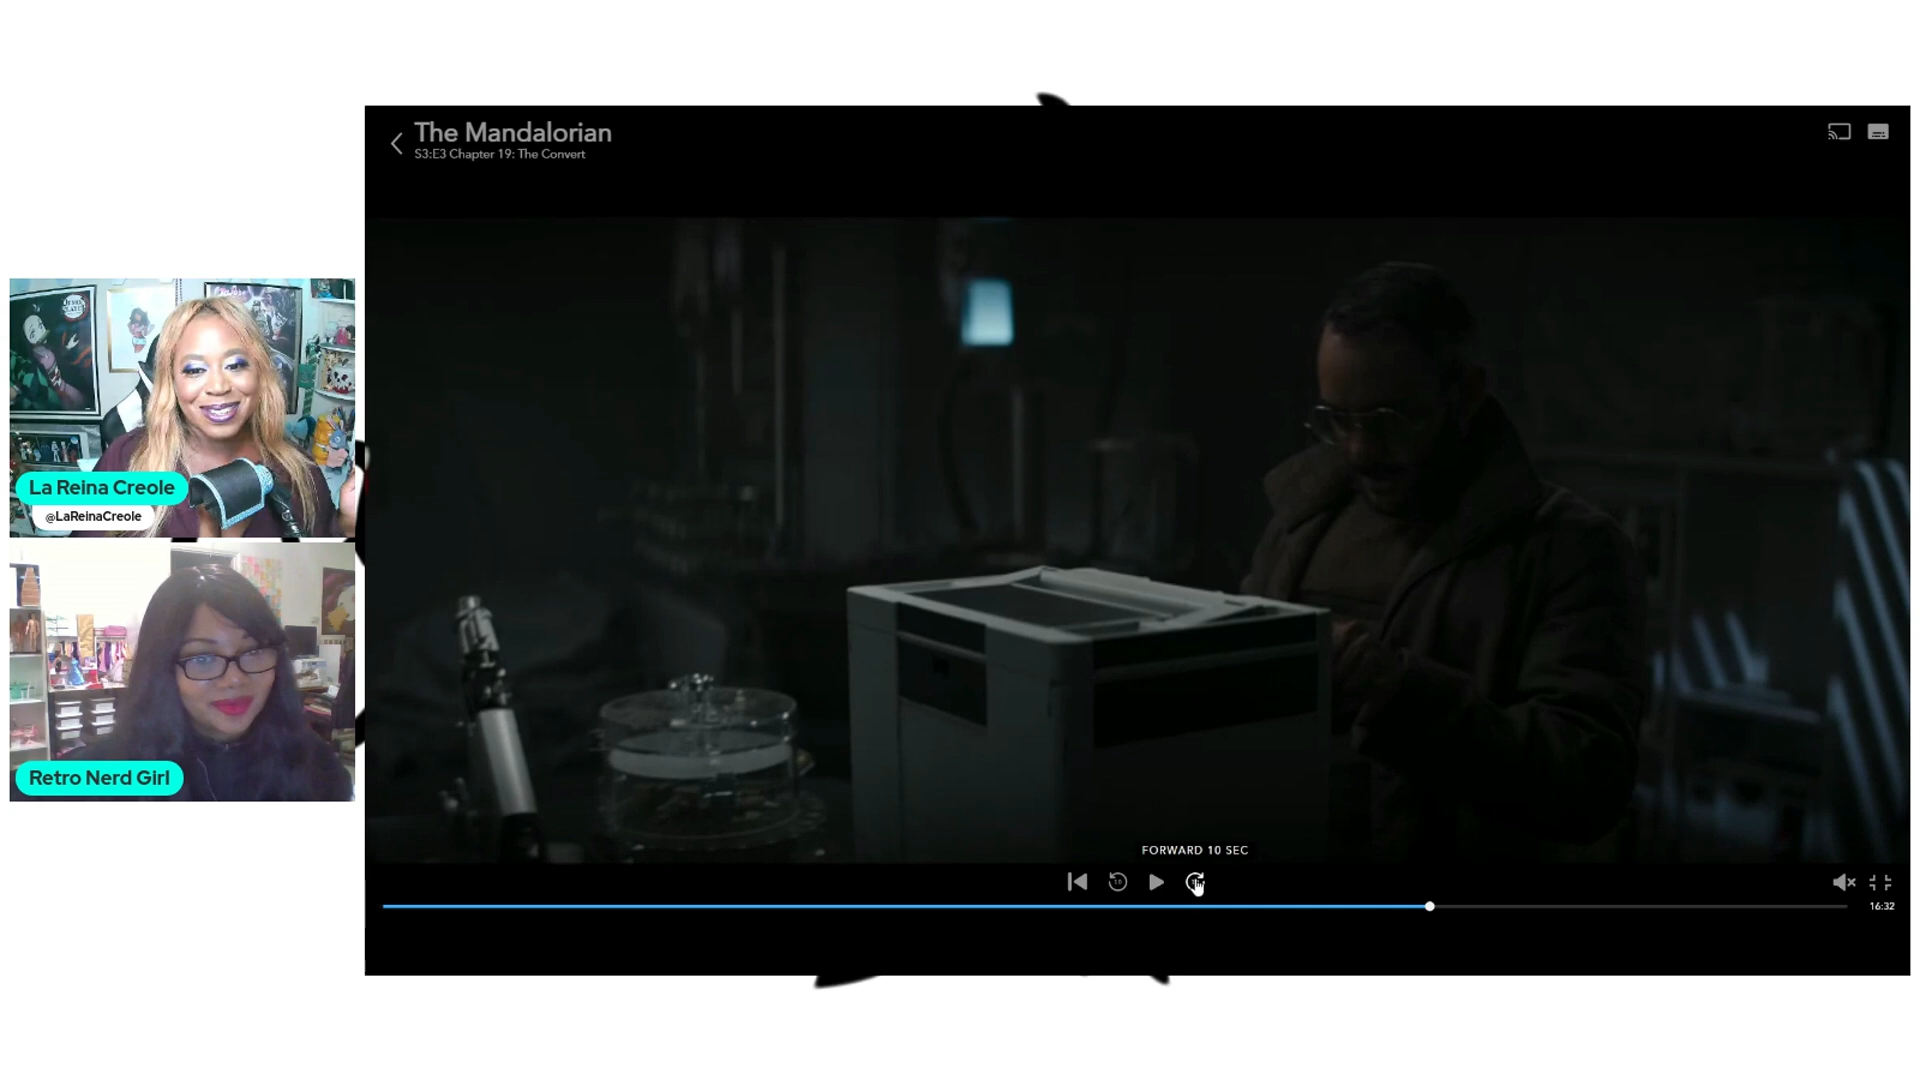 The Mandalorian
S3:E3 Chapter 19: The Convert
La Reina Creole
@LaReinaCreole
Retro Nerd Girl
FORWARD 10 SEC
10
16:32